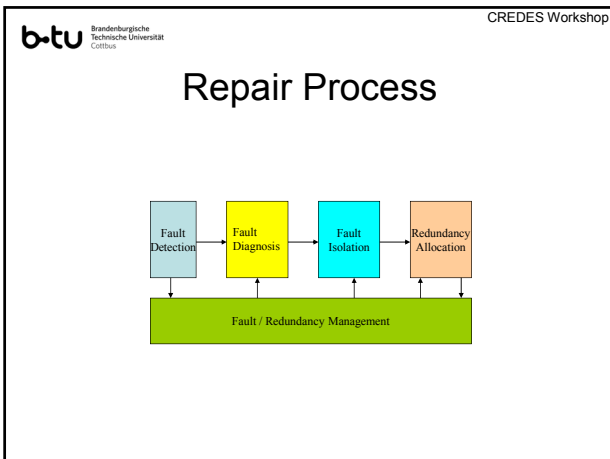 CREDES Workshop
b-tu
Brandenburgische
Technische Universität
Cottbus
Repair Process
Fault
Detection
Fault
Diagnosis
Fault
Isolation
Redundancy
Allocation
Fault / Redundancy Management